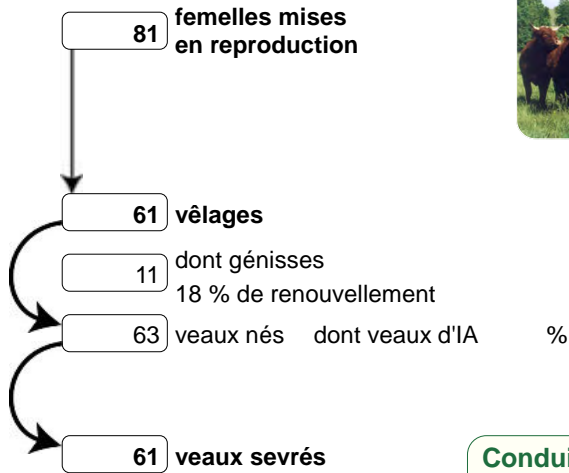 81 femelles mises
en reproduction
61 vêlages
11 dont génisses
18 % de renouvellement
63 veaux nés dont veaux d'IA %
61 veaux sevrés